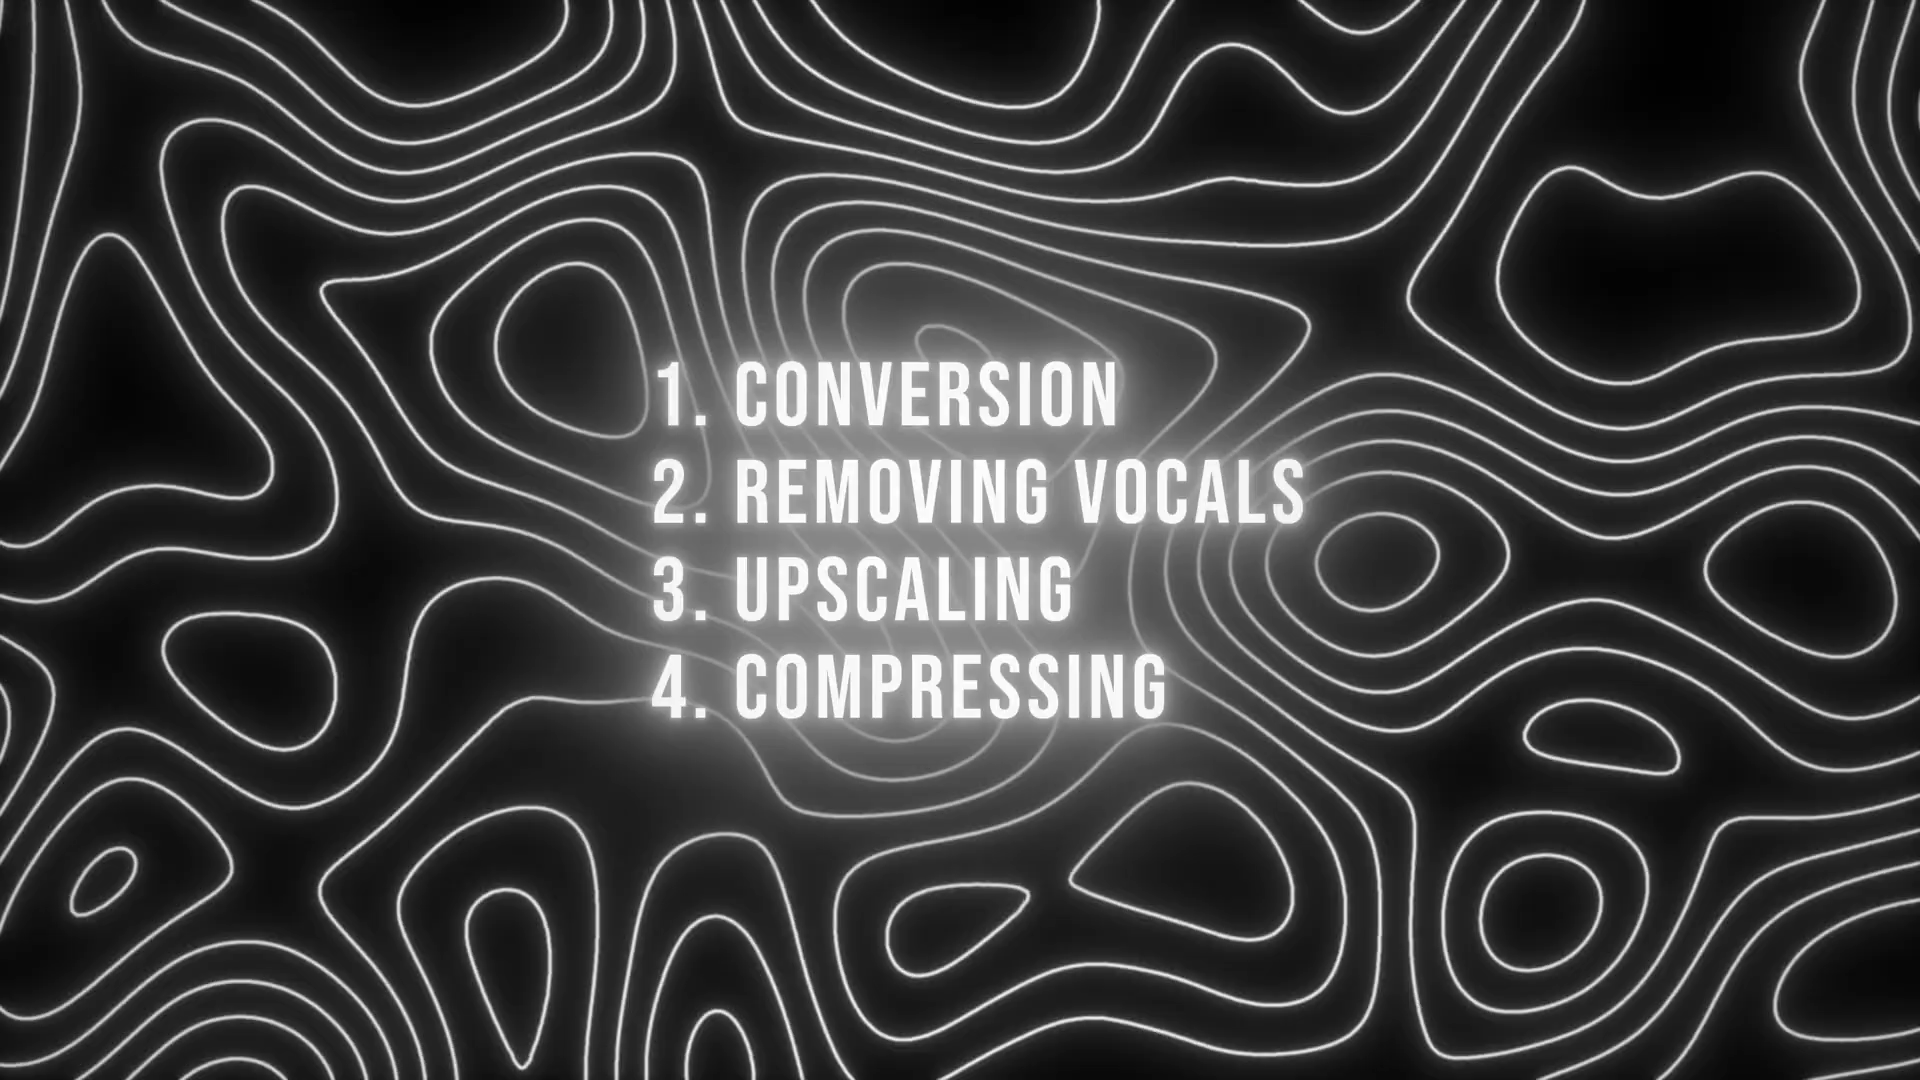 1. CONVERSION
2. REMOVING VOCALS
3. UPSCALING
4. COMPRESSING